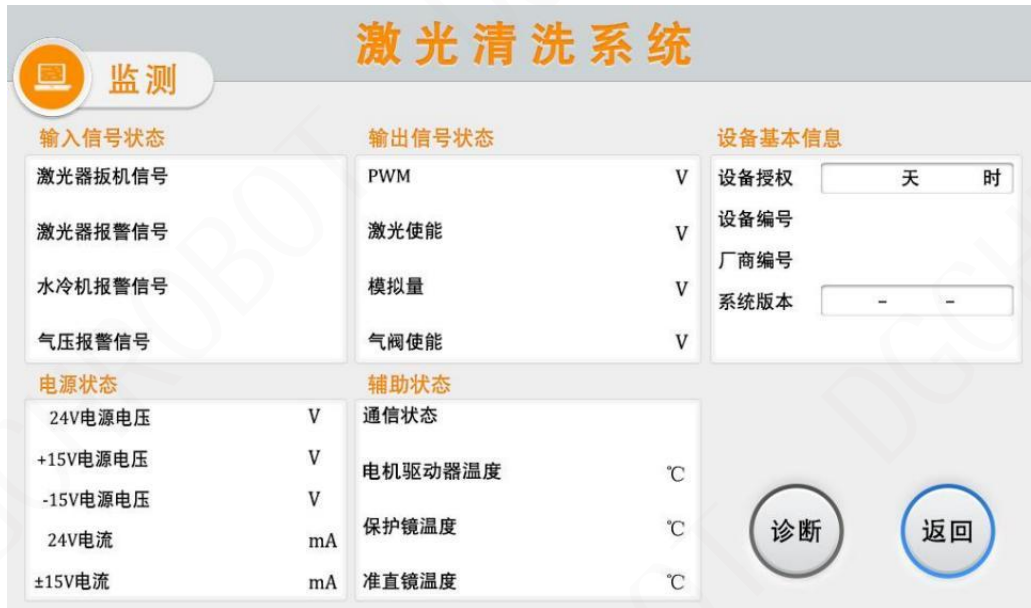 激光清洗系统
监测
输入信号状态
激光器扳机信号
激光器报警信号
水冷机报警信号
气压报警信号
输出信号状态
PWM V
激光使能 V
模拟量 V
气阀使能 V
设备基本信息
设备授权 天 时
设备编号
厂商编号
系统版本 - -
电源状态
24V电源电压 V
+15V电源电压 V
-15V电源电压 V
24V电流 mA
±15V电流 mA
辅助状态
通信状态
电机驱动器温度 ℃
保护镜温度 ℃
准直镜温度 ℃
诊断
返回